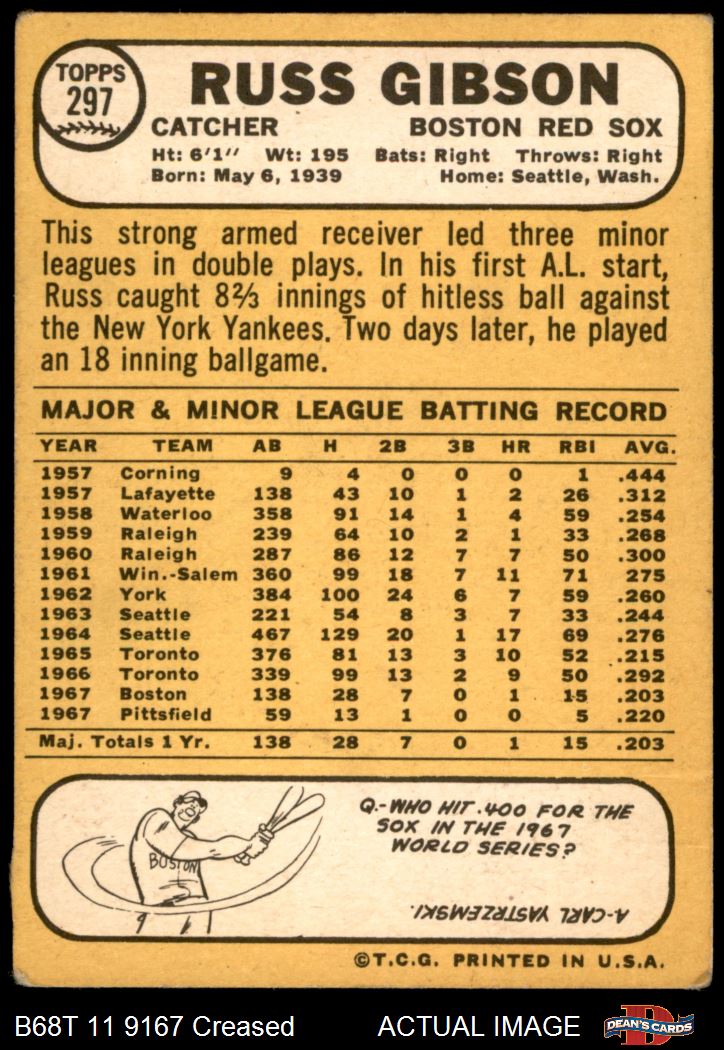 TOPPS
297
RUSS GIBSON
CATCHER BOSTON RED SOX
Ht: 6'1" Wt: 195 Bats: Right Throws: Right
Born: May 6, 1939 Home: Seattle, Wash.
This strong armed receiver led three minor
leagues in double plays. In his first A.L. start,
Russ caught 8⅔ innings of hitless ball against
the New York Yankees. Two days later, he played
an 18 inning ballgame.
MAJOR & MINOR LEAGUE BATTING RECORD
YEAR TEAM AB H 2B 3B HR RBI AVG.
1957 Corning 9 4 0 0 0 1 .444
1957 Lafayette 138 43 10 1 2 26 .312
1958 Waterloo 358 91 14 1 4 59 .254
1959 Raleigh 239 64 10 2 1 33 .268
1960 Raleigh 287 86 12 7 7 50 .300
1961 Win.-Salem 360 99 18 7 11 71 275
1962 York 384 100 24 6 7 59 .260
1963 Seattle 221 54 8 3 7 33 .244
1964 Seattle 467 129 20 1 17 69 .276
1965 Toronto 376 81 13 3 10 52 .215
1966 Toronto 339 99 13 2 9 50 .292
1967 Boston 138 28 7 0 1 15 .203
1967 Pittsfield 59 13 1 0 0 5 .220
Maj. Totals 1 Yr. 138 28 7 0 1 15 .203
BOSTON
Q.-WHO HIT .400 FOR THE
SOX IN THE 1967
WORLD SERIES?
A-CARL YASTRZEMSKI.
©T.C.G. PRINTED IN U.S.A.
B68T 11 9167 Creased ACTUAL IMAGE
DEAN'S CARDS